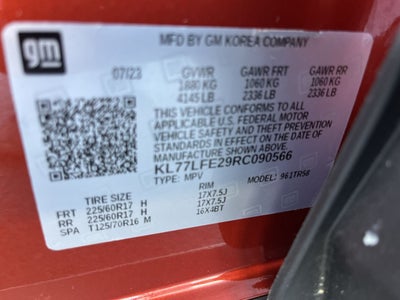 gm
MFD BY GM KOREA COMPANY
07/23 GVWR GAWR FRT GAWR RR
1880 KG 1060 KG 1060 KG
4145 LB 2336 LB 2336 LB
THIS VEHICLE CONFORMS TO ALL
APPLICABLE U.S. FEDERAL MOTOR
VEHICLE SAFETY AND THEFT
PREVENTION STANDARDS IN EFFECT ON
THE DATE OF MANUFACTURE SHOWN ABOVE.
KL77LFE29RC090566
TYPE: MPV MODEL: 961TR58
TIRE SIZE RIM
FRT 225/60R17 H 17X7.5J
RR 225/60R17 H 17X7.5J
SPA T125/70R16 M 16X4BT